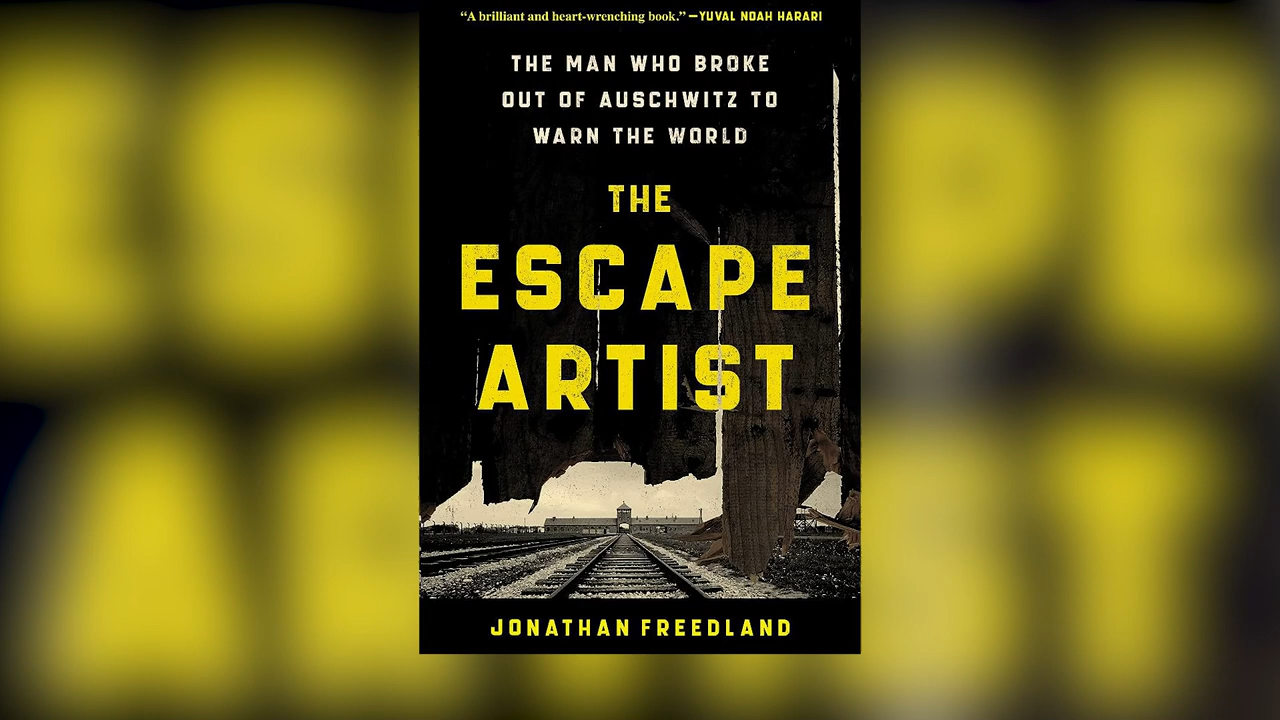 “A brilliant and heart-wrenching book.” —YUVAL NOAH HARARI
THE MAN WHO BROKE
OUT OF AUSCHWITZ TO
WARN THE WORLD
THE
ESCAPE
ARTIST
JONATHAN FREEDLAND